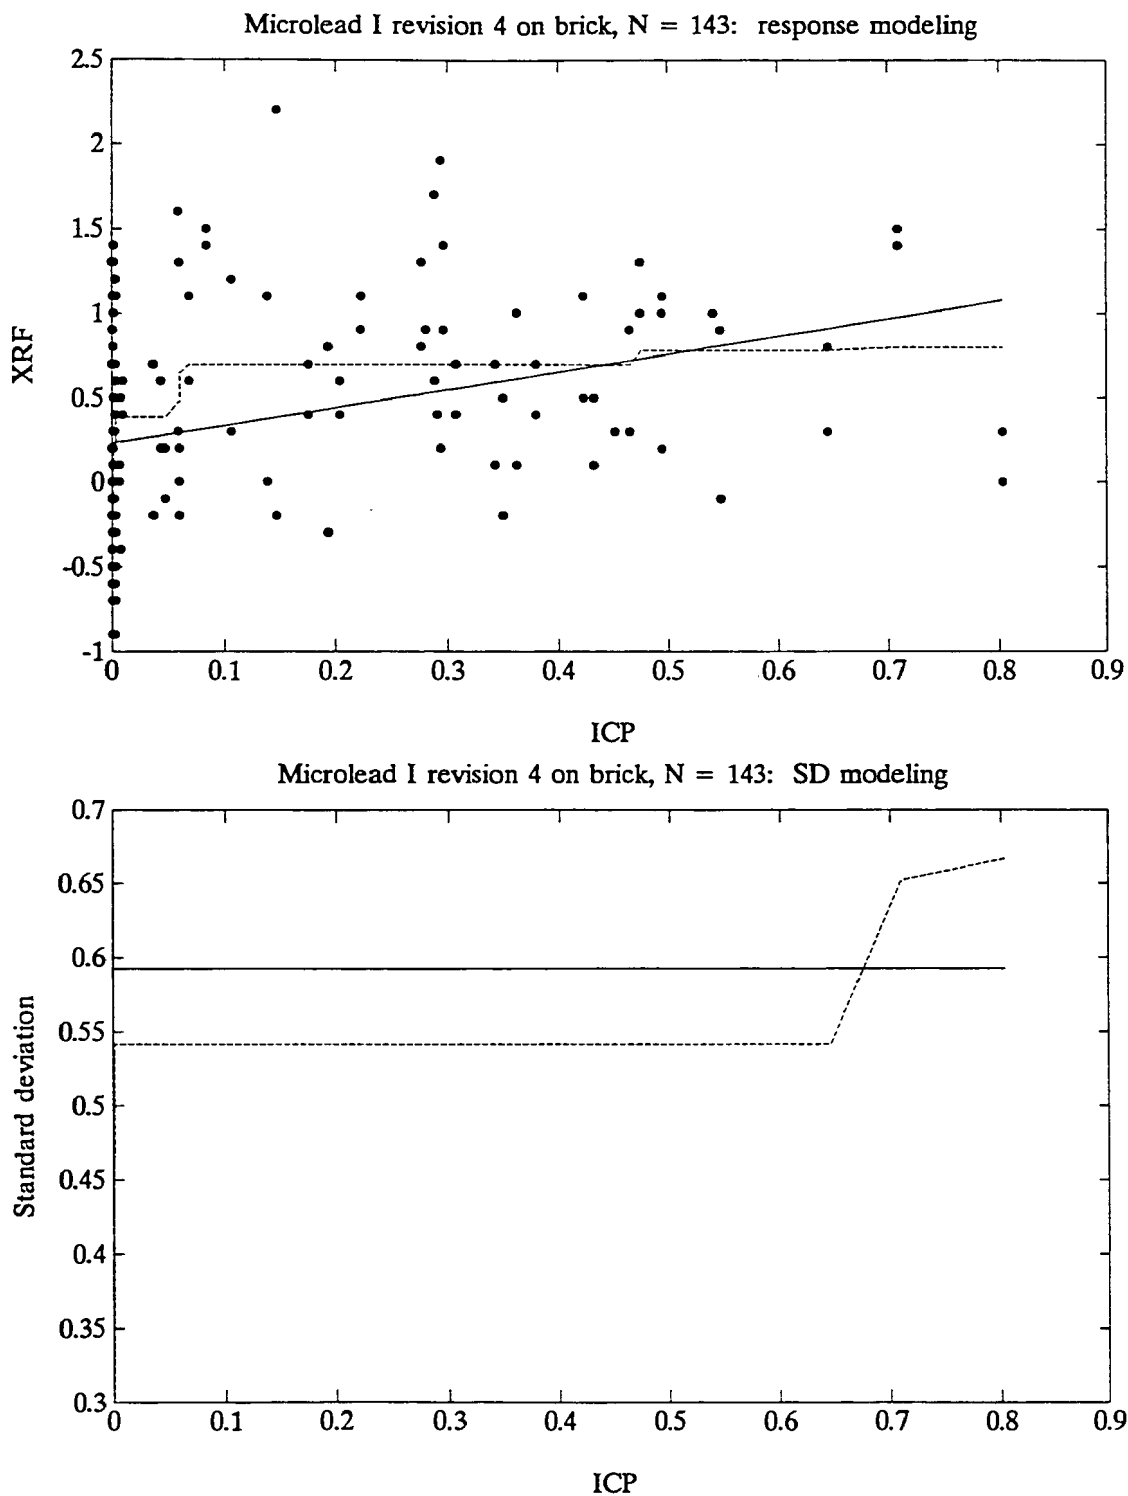 Microlead I revision 4 on brick, N = 143: response modeling
2.5
2
1.5
1
0.5
0
-0.5
-1
XRF
0 0.1 0.2 0.3 0.4 0.5 0.6 0.7 0.8 0.9
ICP
Microlead I revision 4 on brick, N = 143: SD modeling
0.7
0.65
0.6
0.55
0.5
0.45
0.4
0.35
0.3
Standard deviation
0 0.1 0.2 0.3 0.4 0.5 0.6 0.7 0.8 0.9
ICP